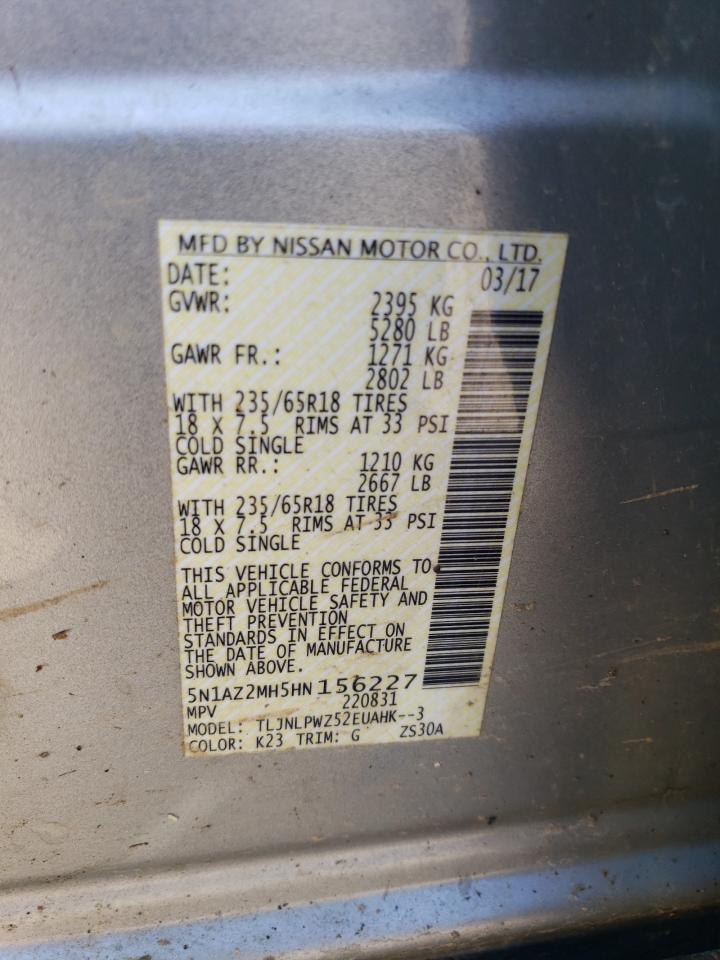 MFD BY NISSAN MOTOR CO., LTD.
DATE: 03/17
GVWR: 2395 KG
5280 LB
GAWR FR.: 1271 KG
2802 LB
WITH 235/65R18 TIRES
18 X 7.5 RIMS AT 33 PSI
COLD SINGLE
GAWR RR.: 1210 KG
2667 LB
WITH 235/65R18 TIRES
18 X 7.5 RIMS AT 33 PSI
COLD SINGLE
THIS VEHICLE CONFORMS TO
ALL APPLICABLE FEDERAL
MOTOR VEHICLE SAFETY AND
THEFT PREVENTION
STANDARDS IN EFFECT ON
THE DATE OF MANUFACTURE
SHOWN ABOVE.
5N1AZ2MH5HN 156227
MPV 220831
MODEL: TLJNLPWZ52EUAHK--3
COLOR: K23 TRIM: G ZS30A